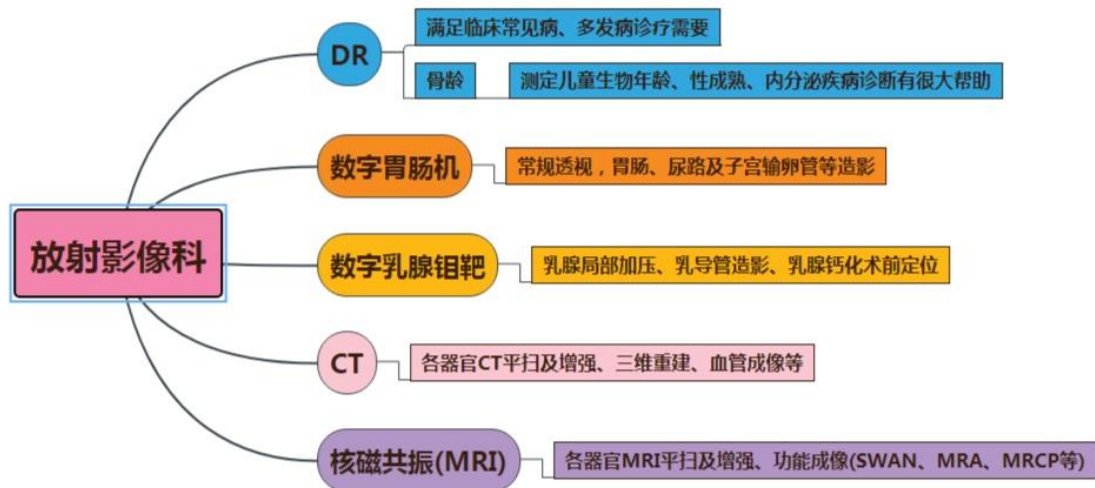 放射影像科
DR
满足临床常见病、多发病诊疗需要
骨龄
测定儿童生物年龄、性成熟、内分泌疾病诊断有很大帮助
数字胃肠机
常规透视，胃肠、尿路及子宫输卵管等造影
数字乳腺钼靶
乳腺局部加压、乳导管造影、乳腺钙化术前定位
CT
各器官CT平扫及增强、三维重建、血管成像等
核磁共振(MRI)
各器官MRI平扫及增强、功能成像(SWAN、MRA、MRCP等)